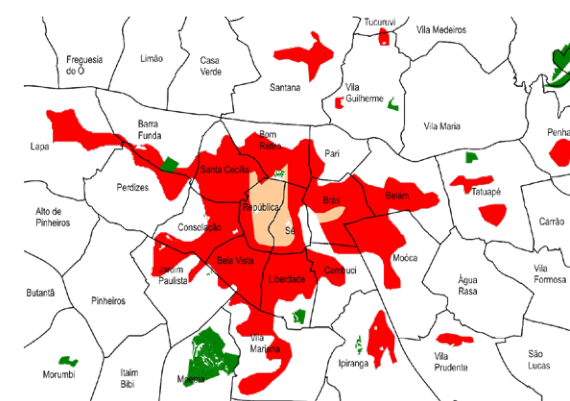 Tucuruvi
Vila Medeiros
Freguesia
do Ó
Limão
Casa
Verde
Santana
Vila
Guilherme
Vila Maria
Barra
Funda
Bom
Retiro
Penha
Lapa
Pari
Santa Cecília
Perdizes
Brás
Belém
Tatuapé
República
Alto de
Pinheiros
Consolação
Sé
Carrão
Bela Vista
Moóca
Jardim
Paulista
Liberdade
Cambuci
Água
Rasa
Vila
Formosa
Butantã
Pinheiros
Vila
Mariana
Morumbi
Itaim
Bibi
Moema
Ipiranga
Vila
Prudente
São
Lucas